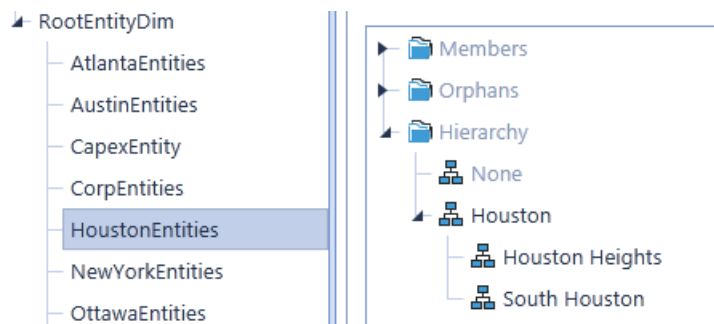 RootEntityDim
AtlantaEntities
AustinEntities
CapexEntity
CorpEntities
HoustonEntities
NewYorkEntities
OttawaEntities
Members
Orphans
Hierarchy
None
Houston
Houston Heights
South Houston